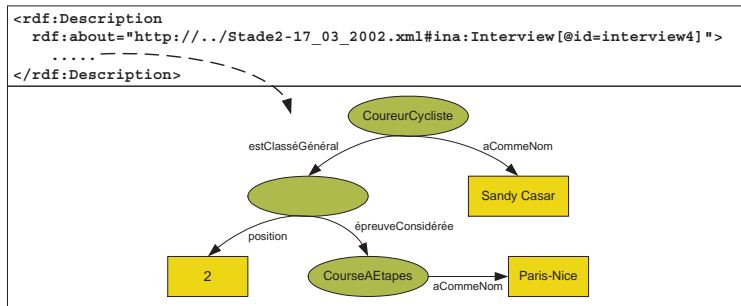 <rdf:Description
rdf:about="http://../Stade2-17_03_2002.xml#ina:Interview[@id=interview4]">
.....
</rdf:Description>
CoureurCycliste
estClasséGénéral
aCommeNom
Sandy Casar
position
épreuveConsidérée
2
CourseAEtapes
aCommeNom
Paris-Nice